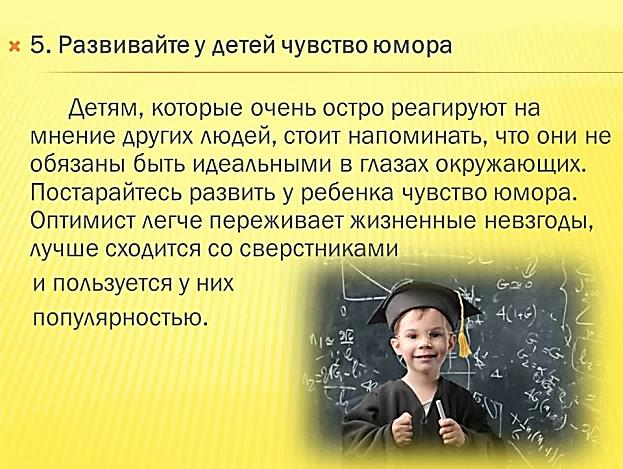 5. Развивайте у детей чувство юмора
Детям, которые очень остро реагируют на
мнение других людей, стоит напоминать, что они не
обязаны быть идеальными в глазах окружающих.
Постарайтесь развить у ребенка чувство юмора.
Оптимист легче переживает жизненные невзгоды,
лучше сходится со сверстниками
и пользуется у них
популярностью.